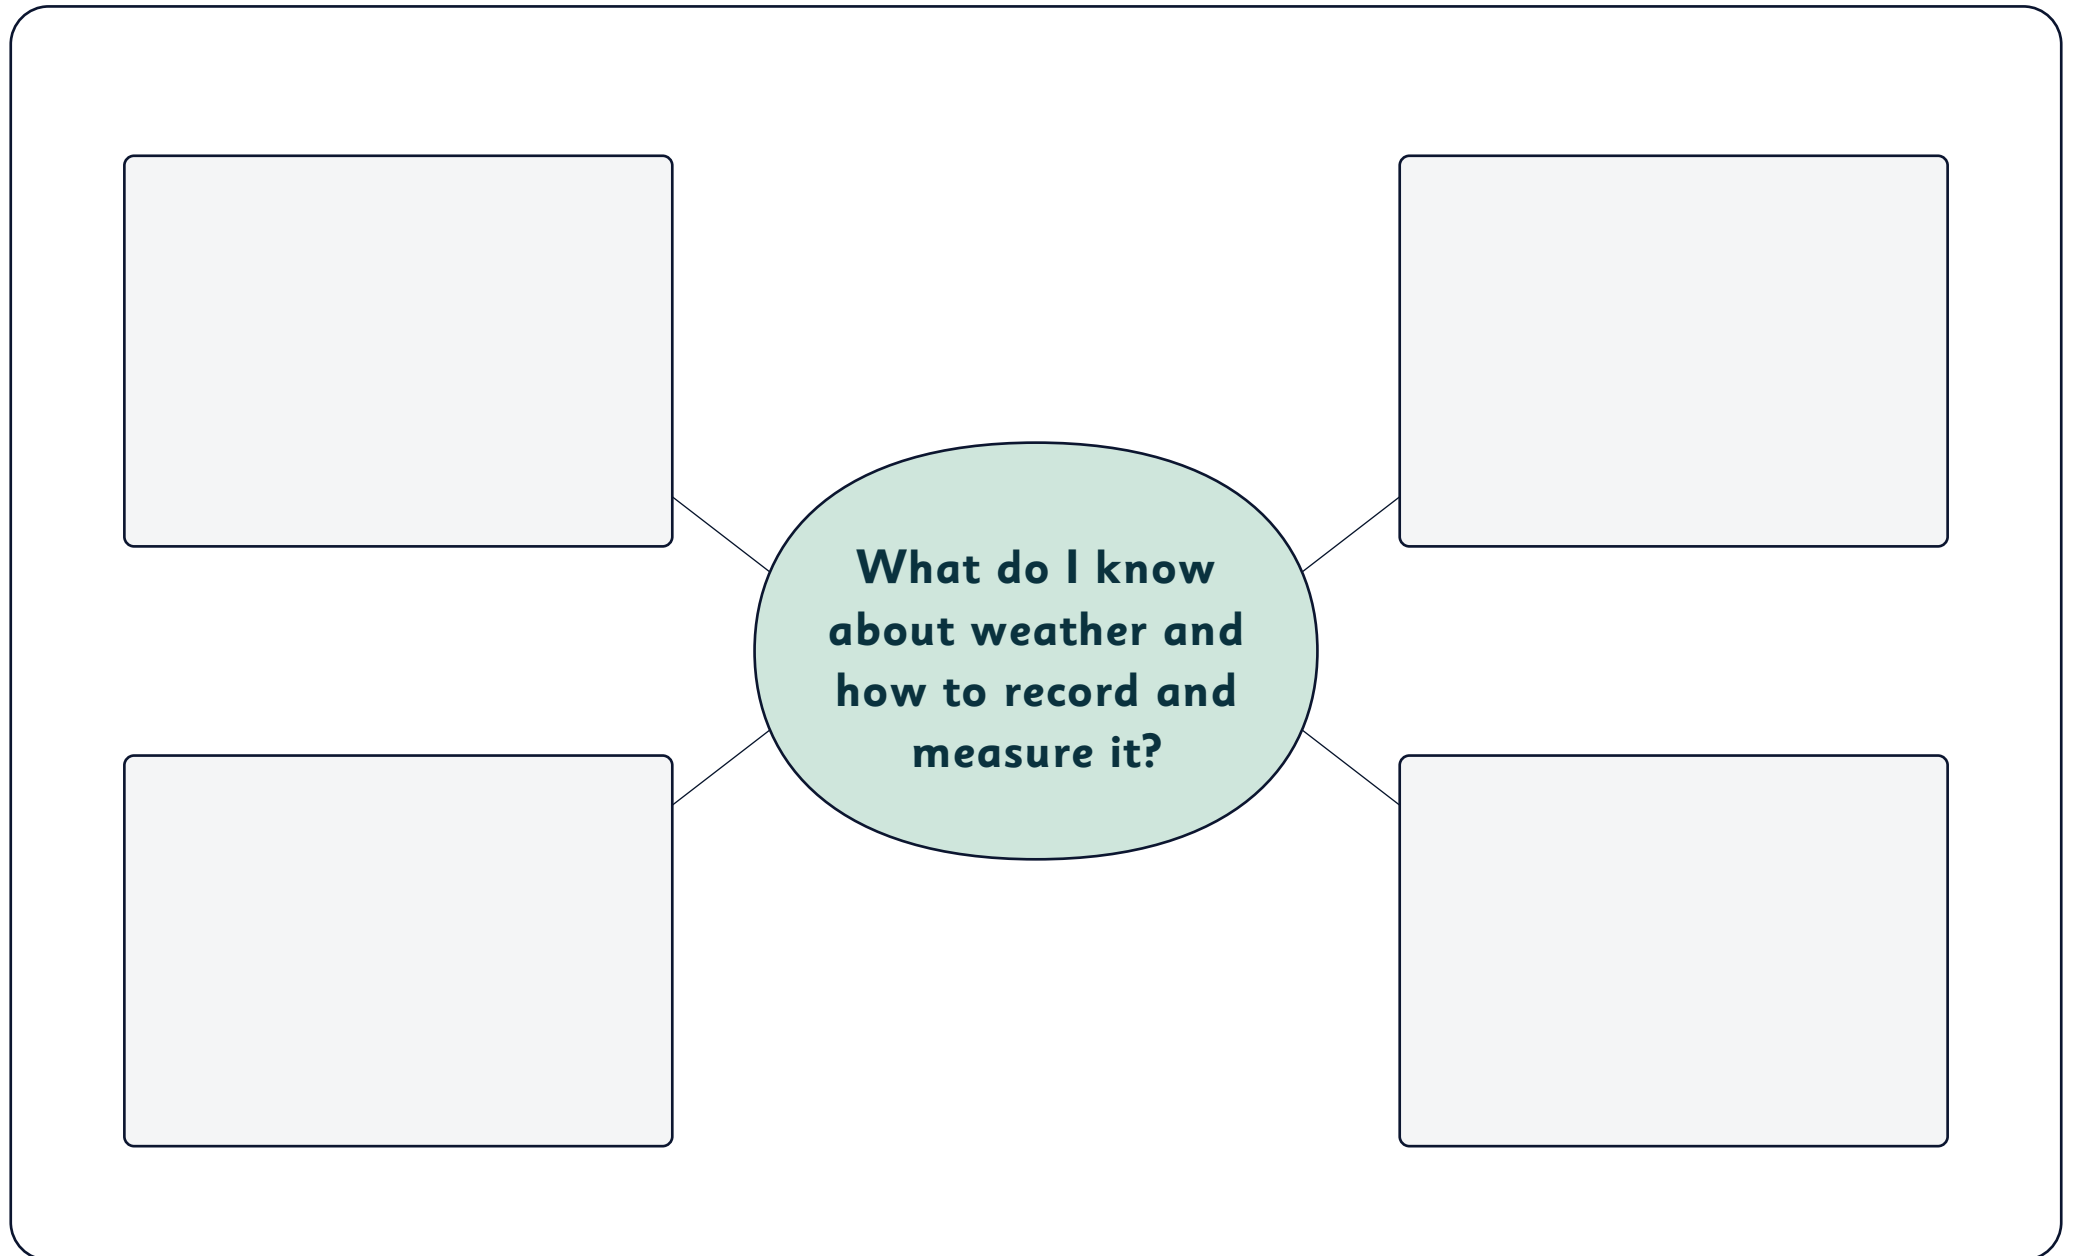 What do I know
about weather and
how to record and
measure it?